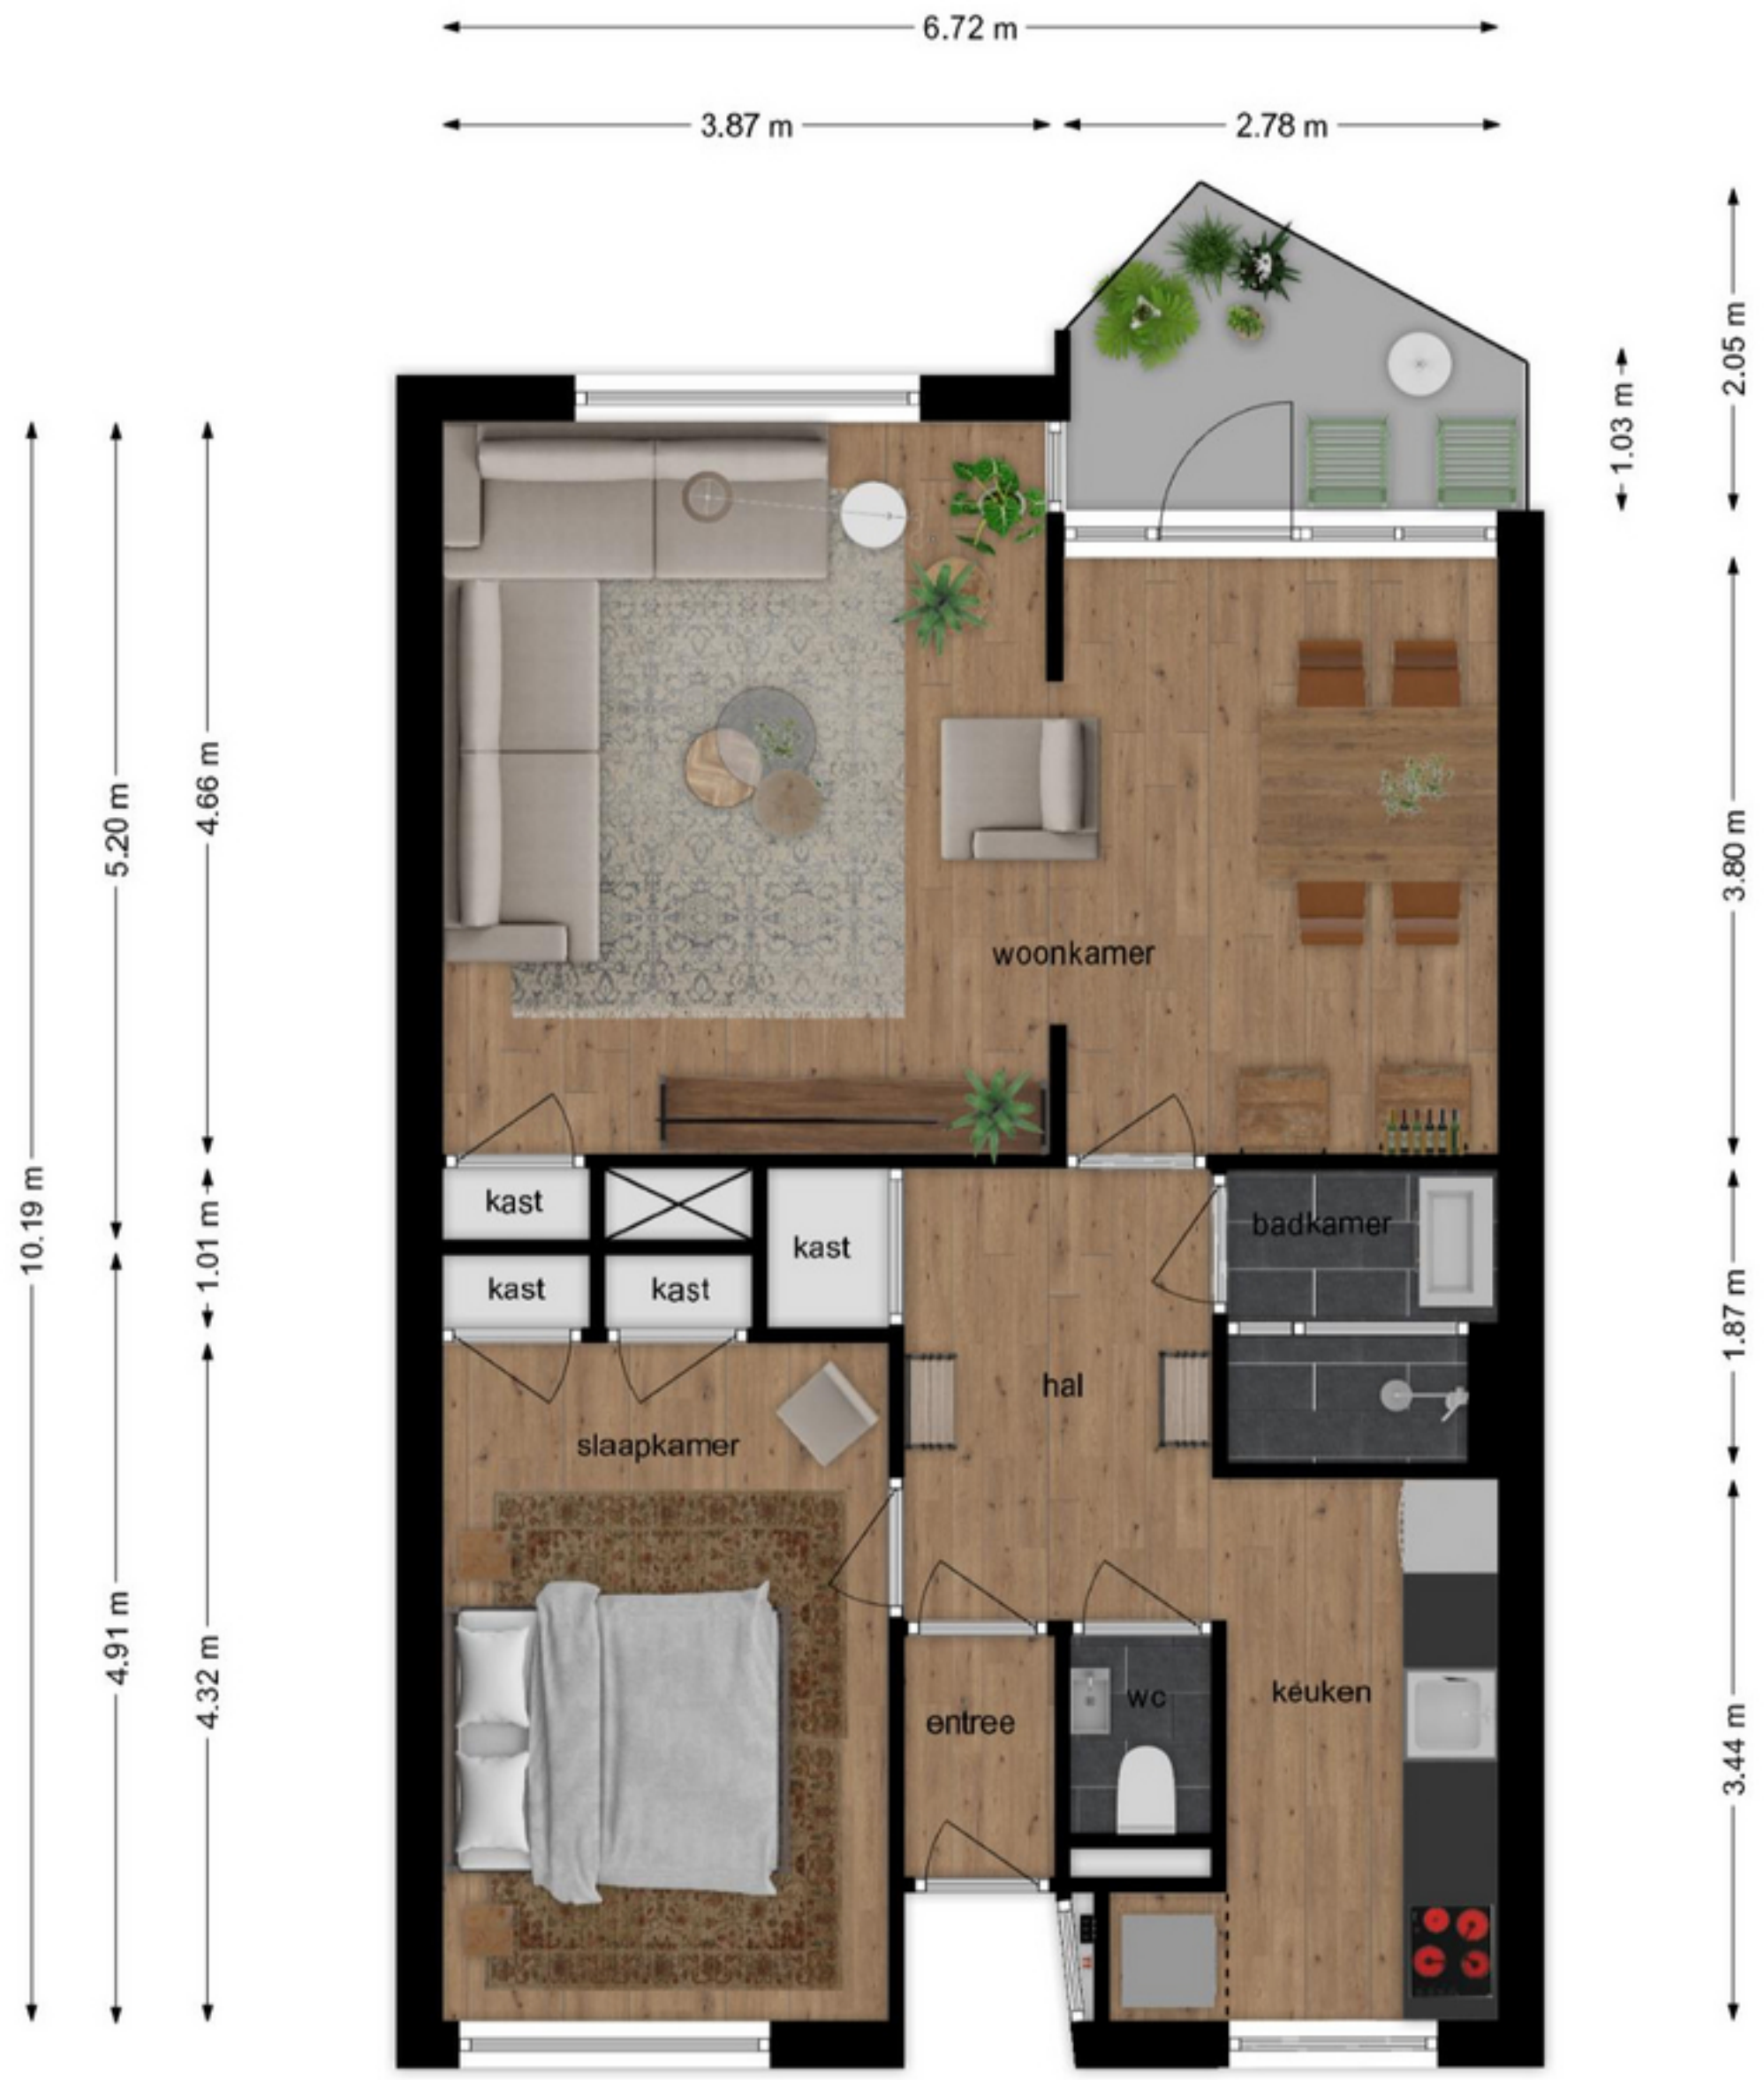 6.72 m
3.87 m
2.78 m
2.05 m
1.03 m
10.19 m
5.20 m
4.66 m
3.80 m
woonkamer
kast
kast
badkamer
kast
kast
1.01 m
1.87 m
hal
slaapkamer
4.91 m
4.32 m
wc
keuken
entree
3.44 m